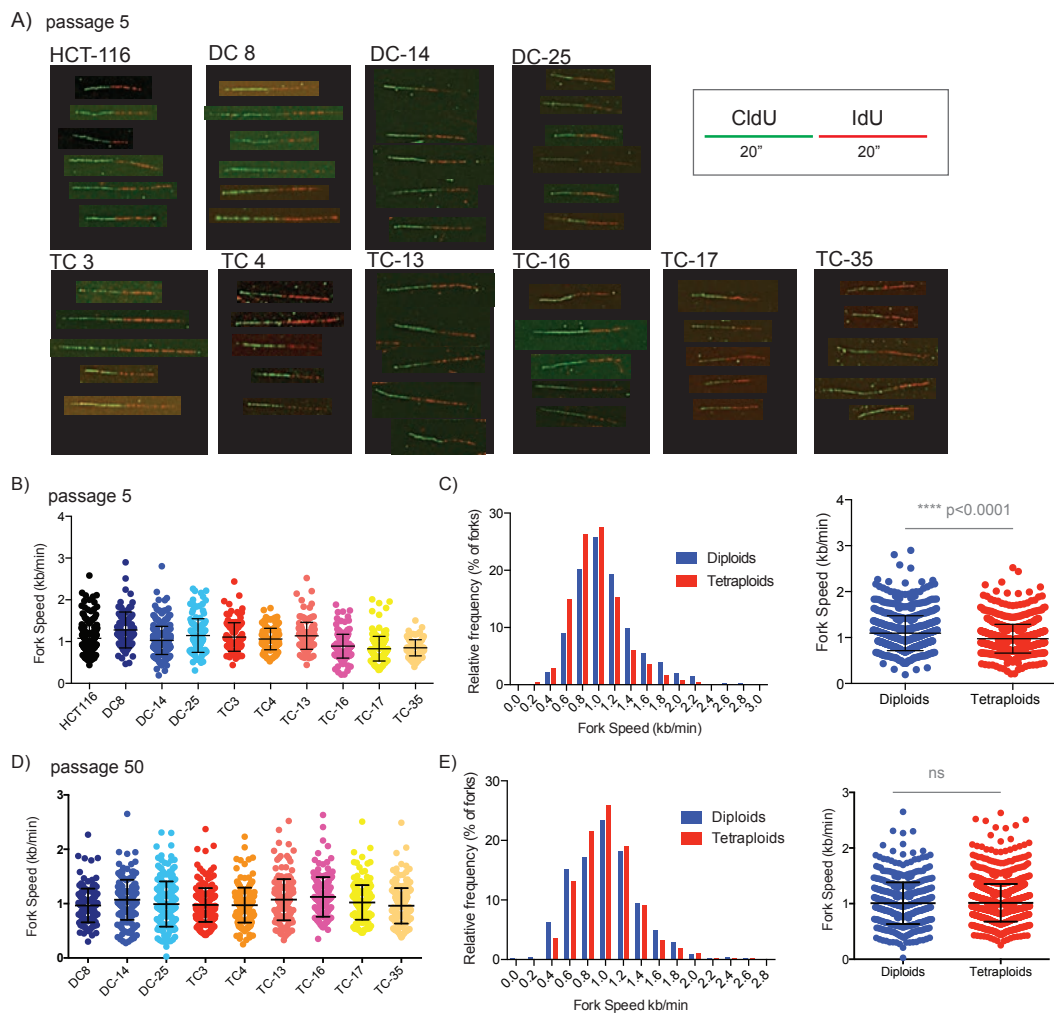 A) passage 5
HCT-116 DC 8 DC-14 DC-25
CldU IdU
20" 20"
TC 3 TC 4 TC-13 TC-16 TC-17 TC-35
B) passage 5
Fork Speed (kb/min)
4
3
2
1
0
HCT116 DC8 DC-14 DC-25 TC3 TC4 TC-13 TC-16 TC-17 TC-35
C)
Relative frequency (% of forks)
30
20
10
0
Diploids
Tetraploids
0.0 0.2 0.4 0.6 0.8 1.0 1.2 1.4 1.6 1.8 2.0 2.2 2.4 2.6 2.8 3.0
Fork Speed (kb/min)
**** p<0.0001
Fork Speed (kb/min)
4
3
2
1
0
Diploids Tetraploids
D) passage 50
Fork Speed (kb/min)
3
2
1
0
DC8 DC-14 DC-25 TC3 TC4 TC-13 TC-16 TC-17 TC-35
E)
Relative frequency (% of forks)
30
20
10
0
Diploids
Tetraploids
0.0 0.2 0.4 0.6 0.8 1.0 1.2 1.4 1.6 1.8 2.0 2.2 2.4 2.6 2.8
Fork Speed kb/min)
ns
Fork Speed (kb/min)
3
2
1
0
Diploids Tetraploids